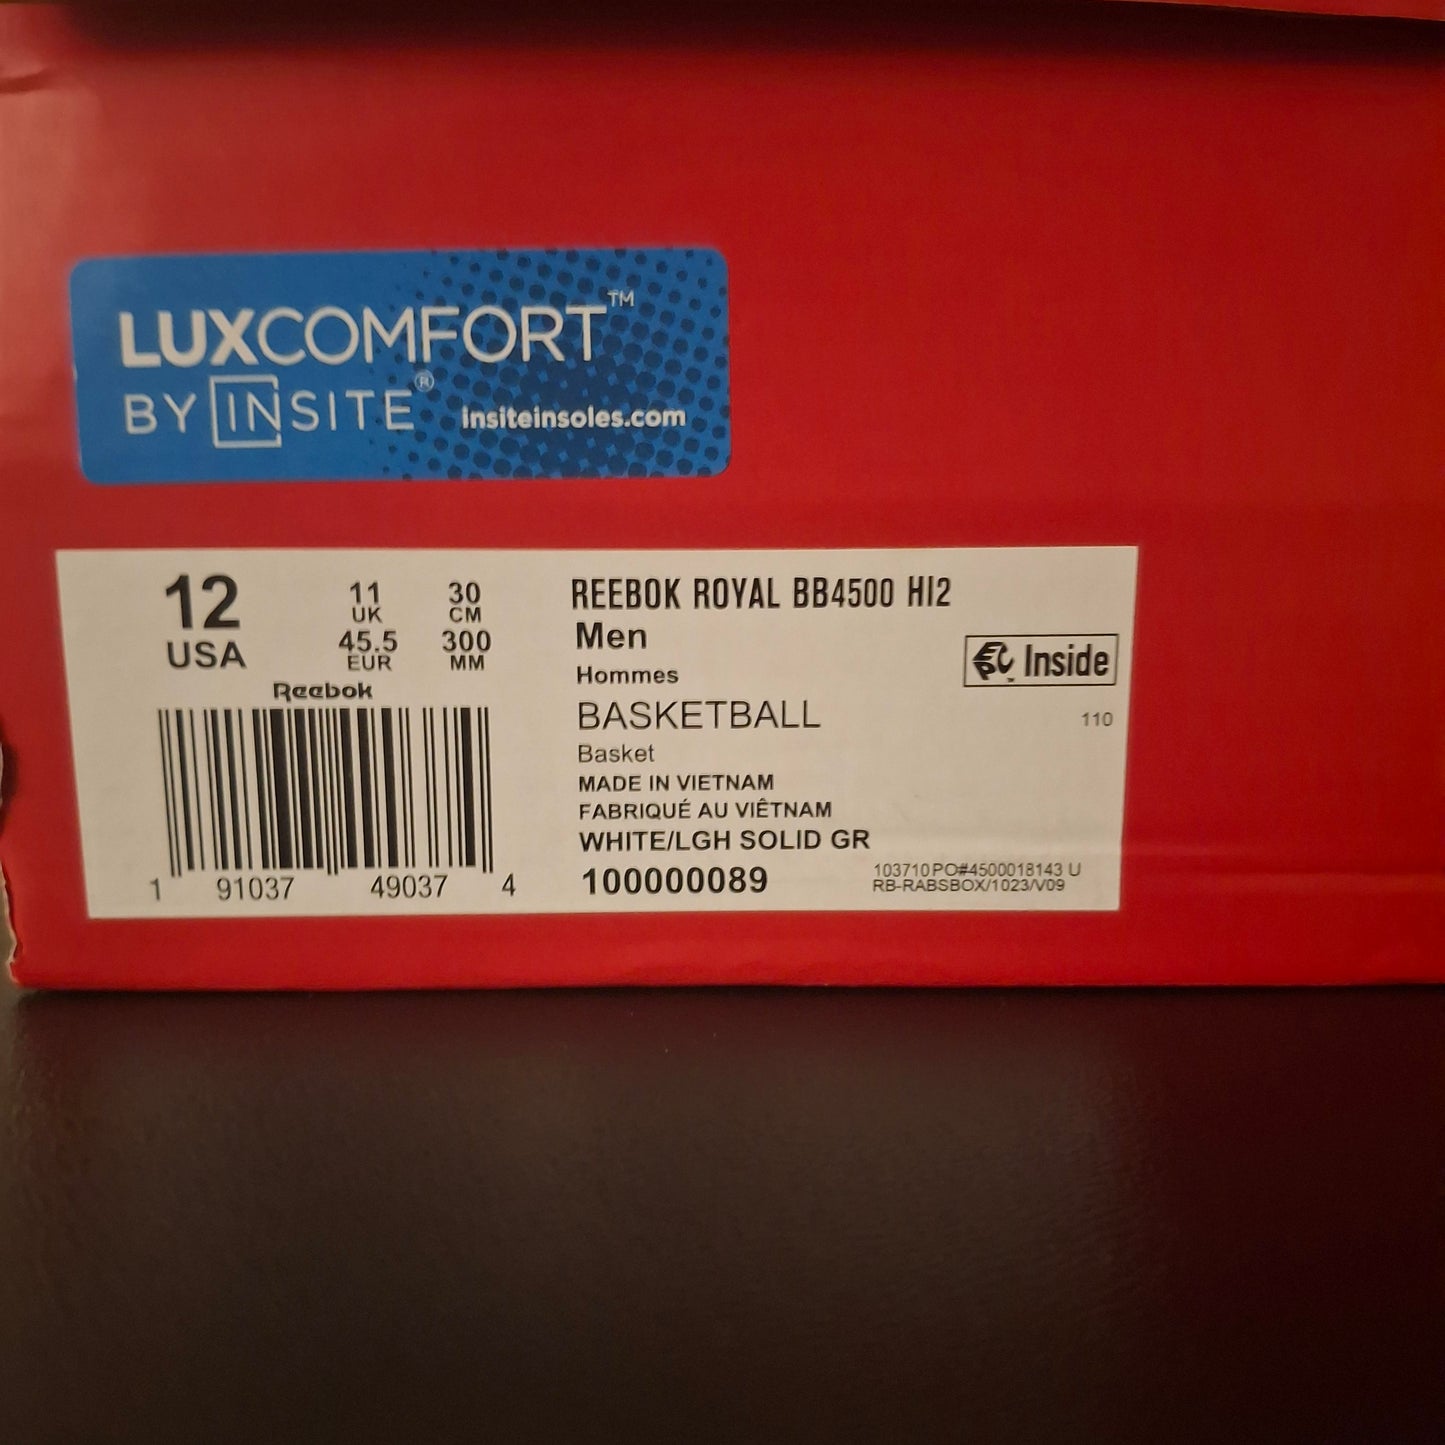 LUXCOMFORT™
BY INSITE® insiteinsoles.com
12
USA
11
UK
45.5
EUR
30
CM
300
MM
Reebok
1 91037 49037 4
REEBOK ROYAL BB4500 HI2
Men
Hommes
BASKETBALL
Basket
MADE IN VIETNAM
FABRIQUÉ AU VIÊTNAM
WHITE/LGH SOLID GR
100000089
Inside
110
103710 PO#4500018143 U
RB-RABSBOX/1023/V09